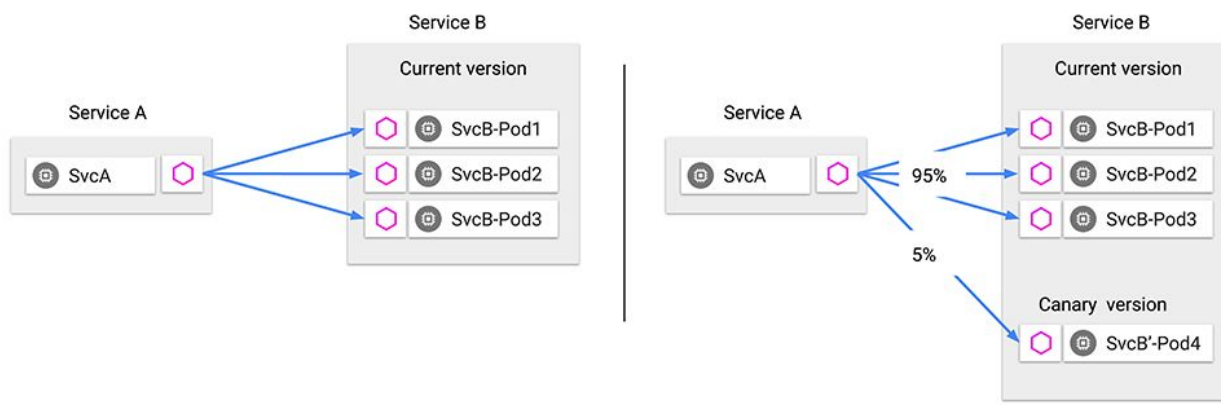 Service B
Current version
Service A
SvcB-Pod1
SvcA
SvcB-Pod2
SvcB-Pod3
Service B
Current version
Service A
SvcB-Pod1
SvcA
95%
SvcB-Pod2
SvcB-Pod3
5%
Canary version
SvcB’-Pod4